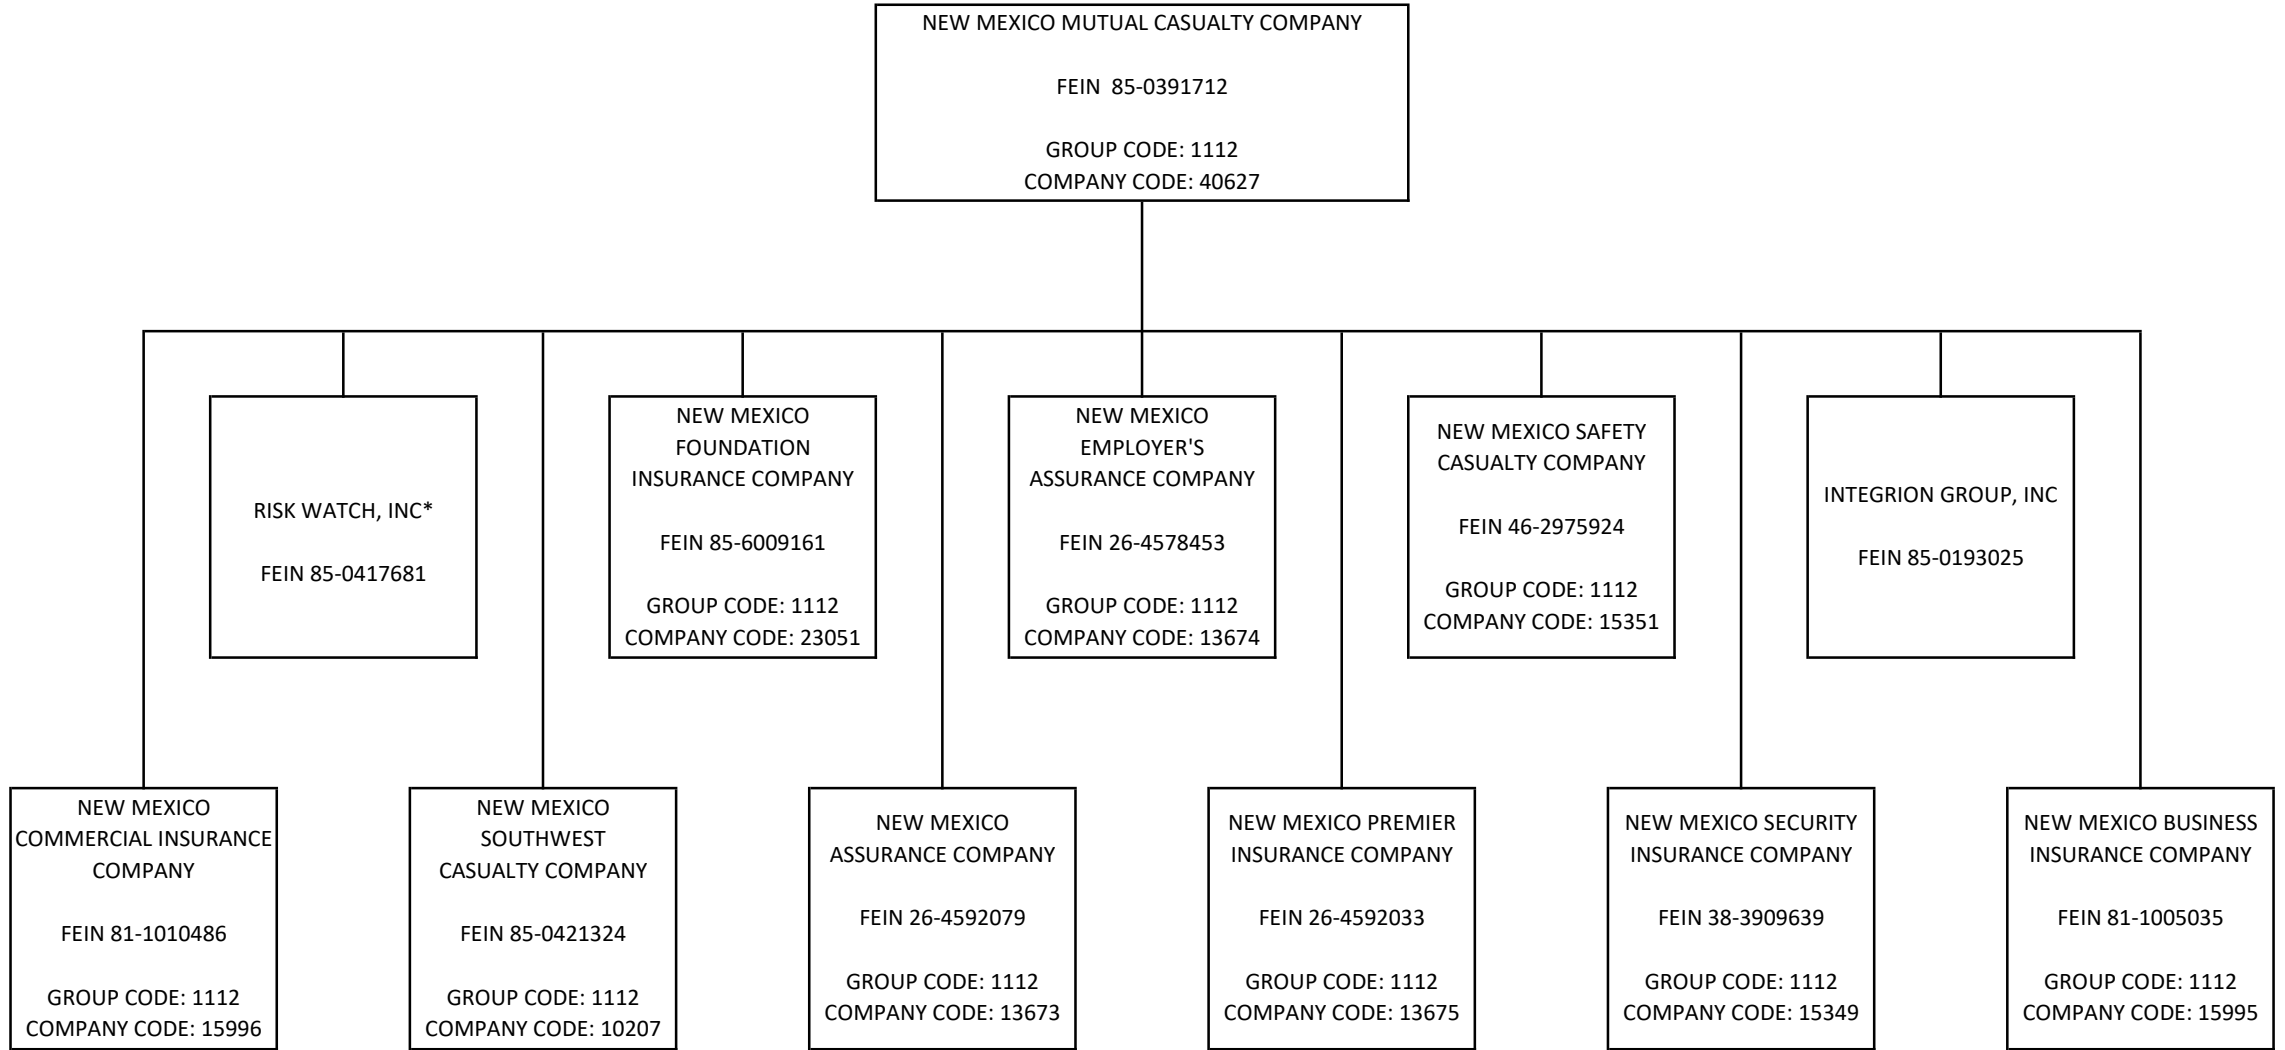 NEW MEXICO MUTUAL CASUALTY COMPANY
FEIN  85-0391712
GROUP CODE: 1112
COMPANY CODE: 40627
RISK WATCH, INC*
FEIN 85-0417681
NEW MEXICO
FOUNDATION
INSURANCE COMPANY
FEIN 85-6009161
GROUP CODE: 1112
COMPANY CODE: 23051
NEW MEXICO
EMPLOYER'S
ASSURANCE COMPANY
FEIN 26-4578453
GROUP CODE: 1112
COMPANY CODE: 13674
NEW MEXICO SAFETY
CASUALTY COMPANY
FEIN 46-2975924
GROUP CODE: 1112
COMPANY CODE: 15351
INTEGRION GROUP, INC
FEIN 85-0193025
NEW MEXICO
COMMERCIAL INSURANCE
COMPANY
FEIN 81-1010486
GROUP CODE: 1112
COMPANY CODE: 15996
NEW MEXICO
SOUTHWEST
CASUALTY COMPANY
FEIN 85-0421324
GROUP CODE: 1112
COMPANY CODE: 10207
NEW MEXICO
ASSURANCE COMPANY
FEIN 26-4592079
GROUP CODE: 1112
COMPANY CODE: 13673
NEW MEXICO PREMIER
INSURANCE COMPANY
FEIN 26-4592033
GROUP CODE: 1112
COMPANY CODE: 13675
NEW MEXICO SECURITY
INSURANCE COMPANY
FEIN 38-3909639
GROUP CODE: 1112
COMPANY CODE: 15349
NEW MEXICO BUSINESS
INSURANCE COMPANY
FEIN 81-1005035
GROUP CODE: 1112
COMPANY CODE: 15995